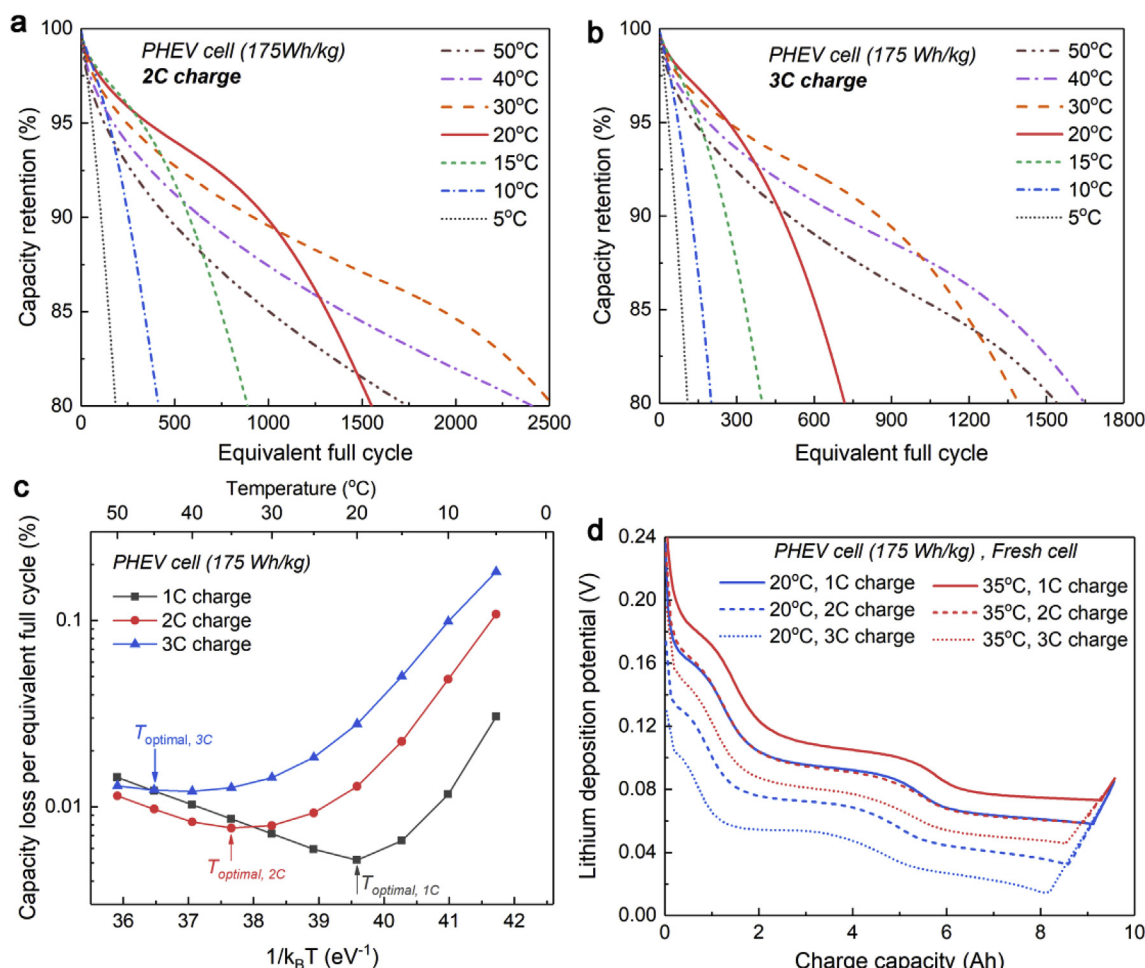 a
PHEV cell (175Wh/kg)
2C charge
50°C
40°C
30°C
20°C
15°C
10°C
5°C
100
95
90
85
80
Capacity retention (%)
0 500 1000 1500 2000 2500
Equivalent full cycle
b
PHEV cell (175 Wh/kg)
3C charge
50°C
40°C
30°C
20°C
15°C
10°C
5°C
100
95
90
85
80
Capacity retention (%)
0 300 600 900 1200 1500 1800
Equivalent full cycle
c
Temperature (°C)
50 40 30 20 10 0
PHEV cell (175 Wh/kg)
1C charge
2C charge
3C charge
Toptimal, 3C
Toptimal, 2C
Toptimal, 1C
0.1
0.01
Capacity loss per equivalent full cycle (%)
36 37 38 39 40 41 42
1/kBT (eV⁻¹)
d
PHEV cell (175 Wh/kg) , Fresh cell
20°C, 1C charge
20°C, 2C charge
20°C, 3C charge
35°C, 1C charge
35°C, 2C charge
35°C, 3C charge
0.24
0.20
0.16
0.12
0.08
0.04
0.00
Lithium deposition potential (V)
0 2 4 6 8 10
Charge capacity (Ah)